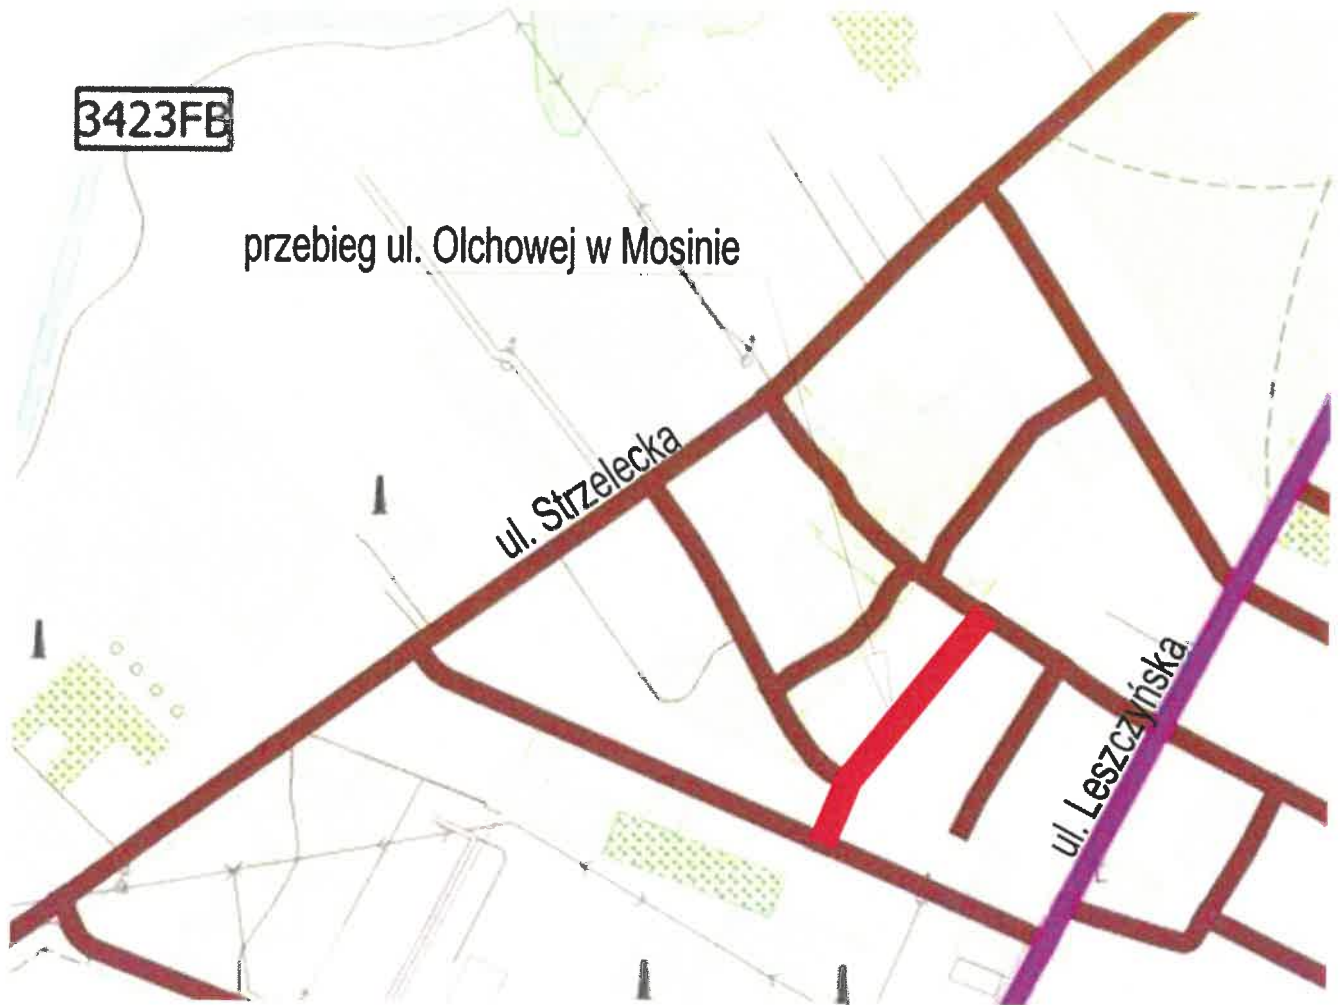 3423FB
przebieg ul. Olchowej w Mosinie
ul. Strzelecka
ul. Leszczyńska